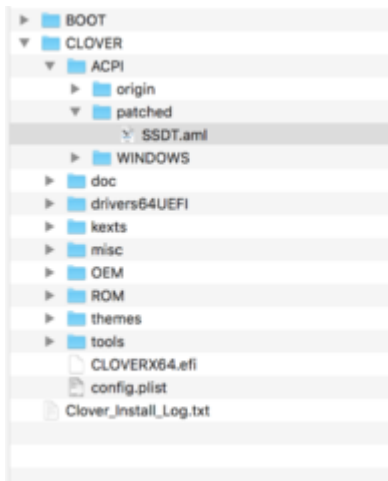 BOOT
CLOVER
ACPI
origin
patched
SSDT.aml
WINDOWS
doc
drivers64UEFI
kexts
misc
OEM
ROM
themes
tools
CLOVERX64.efi
config.plist
Clover_Install_Log.txt